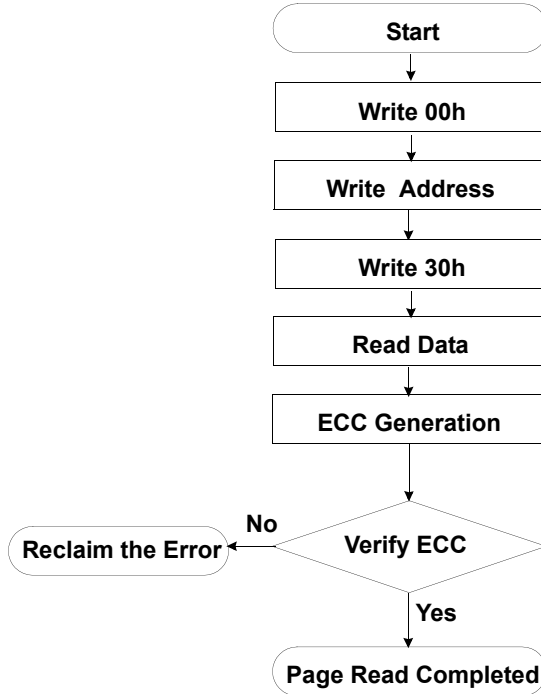 Start
Write 00h
Write Address
Write 30h
Read Data
ECC Generation
No
Reclaim the Error
Verify ECC
Yes
Page Read Completed